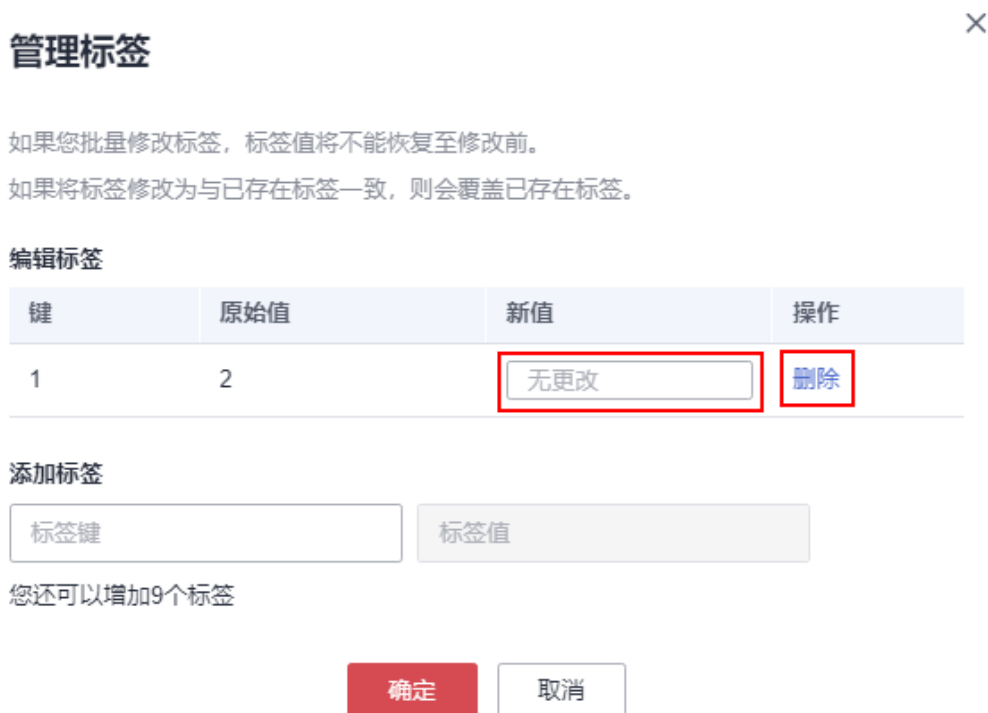 管理标签
如果您批量修改标签，标签值将不能恢复至修改前。
如果将标签修改为与已存在标签一致，则会覆盖已存在标签。
编辑标签
键 原始值 新值 操作
1 2 无更改 删除
添加标签
标签键 标签值
您还可以增加9个标签
确定 取消